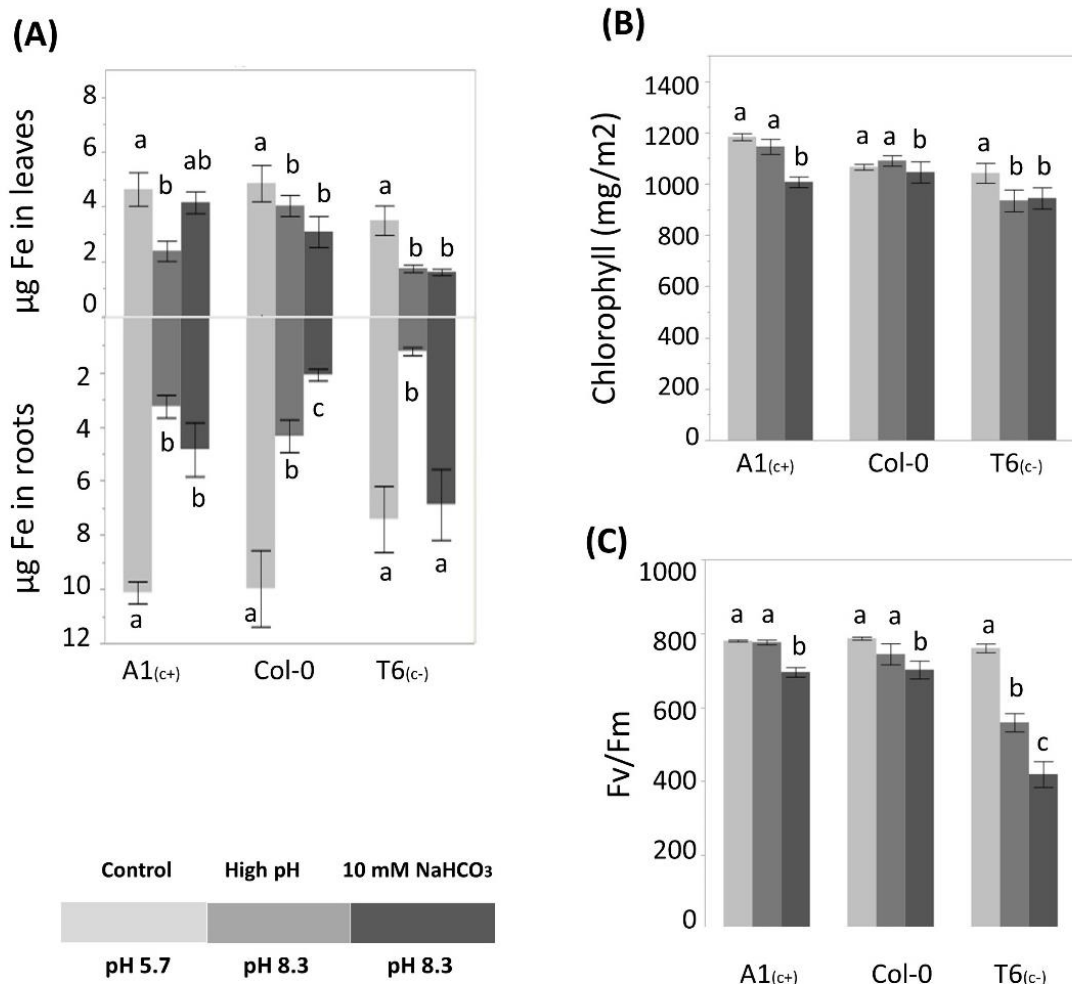 (A)
µg Fe in leaves
8
6
4
2
0
a
b
ab
a
b
b
a
b
b
µg Fe in roots
2
4
6
8
10
12
a
b
b
a
b
c
a
b
a
A1(c+) Col-0 T6(c-)
Control High pH 10 mM NaHCO3
pH 5.7 pH 8.3 pH 8.3
(B)
Chlorophyll (mg/m2)
1400
1200
1000
800
600
400
200
0
a a b a a b a b b
A1(c+) Col-0 T6(c-)
(C)
Fv/Fm
1000
800
600
400
200
0
a a b a a b a b c
A1(c+) Col-0 T6(c-)